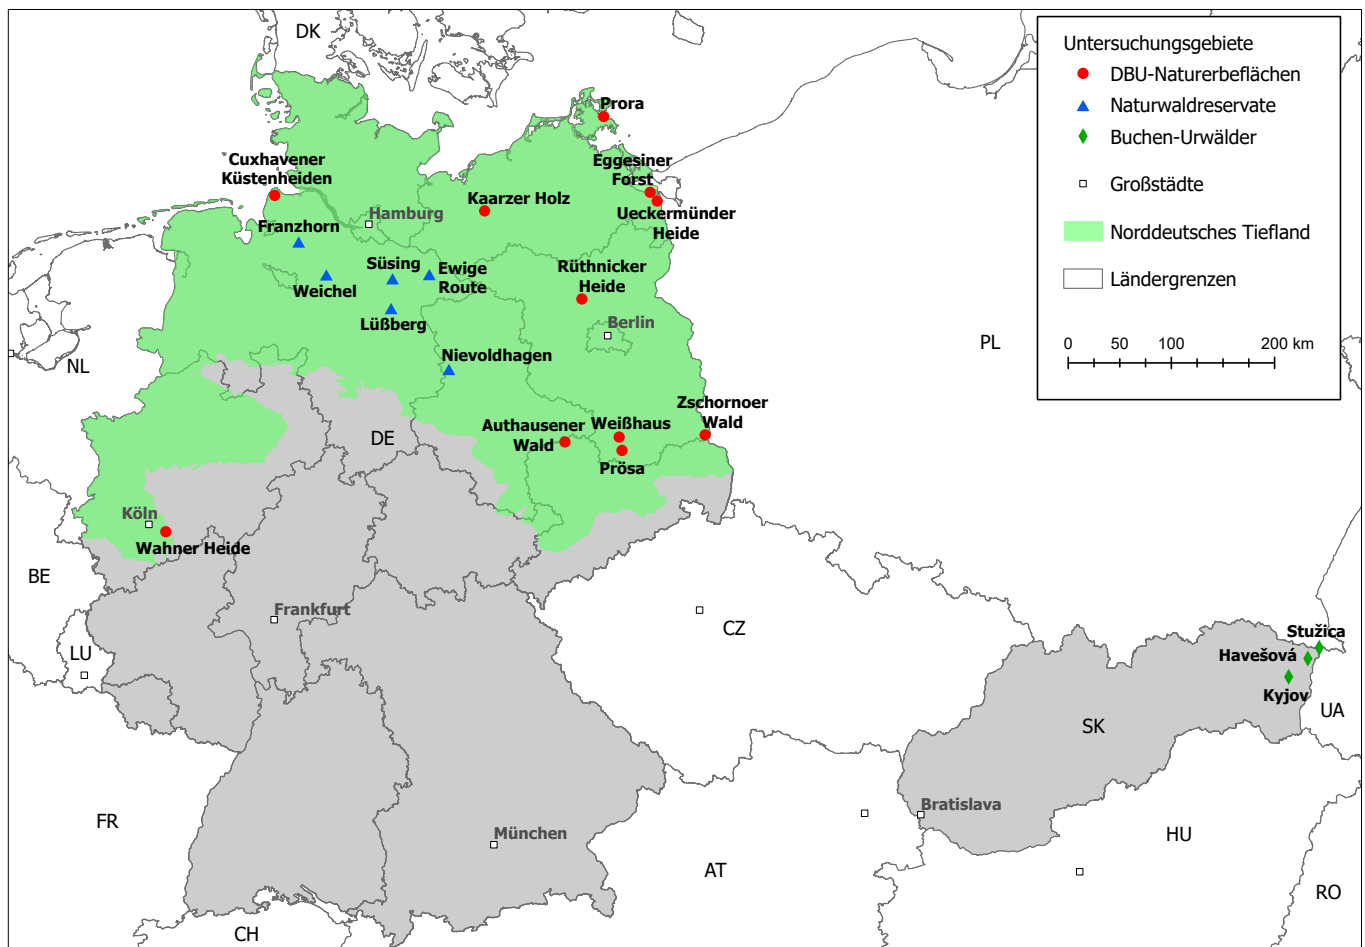 DK
Untersuchungsgebiete
DBU-Naturerbeflächen
Naturwaldreservate
Buchen-Urwälder
Großstädte
Norddeutsches Tiefland
Ländergrenzen
0 50 100 200 km
Prora
Cuxhavener
Küstenheiden
Eggesiner
Forst
Kaarzer Holz
Ueckermünder
Heide
Hamburg
Franzhorn
Süsing
Ewige
Route
Weichel
Rüthnicker
Heide
Lüßberg
Berlin
Nievoldhagen
PL
NL
Zschornoer
Wald
Authausener
Wald
Weißhaus
Prösa
DE
Köln
Wahner Heide
BE
Frankfurt
CZ
LU
Stužica
Havešová
Kyjov
UA
SK
Bratislava
FR
München
HU
AT
RO
CH